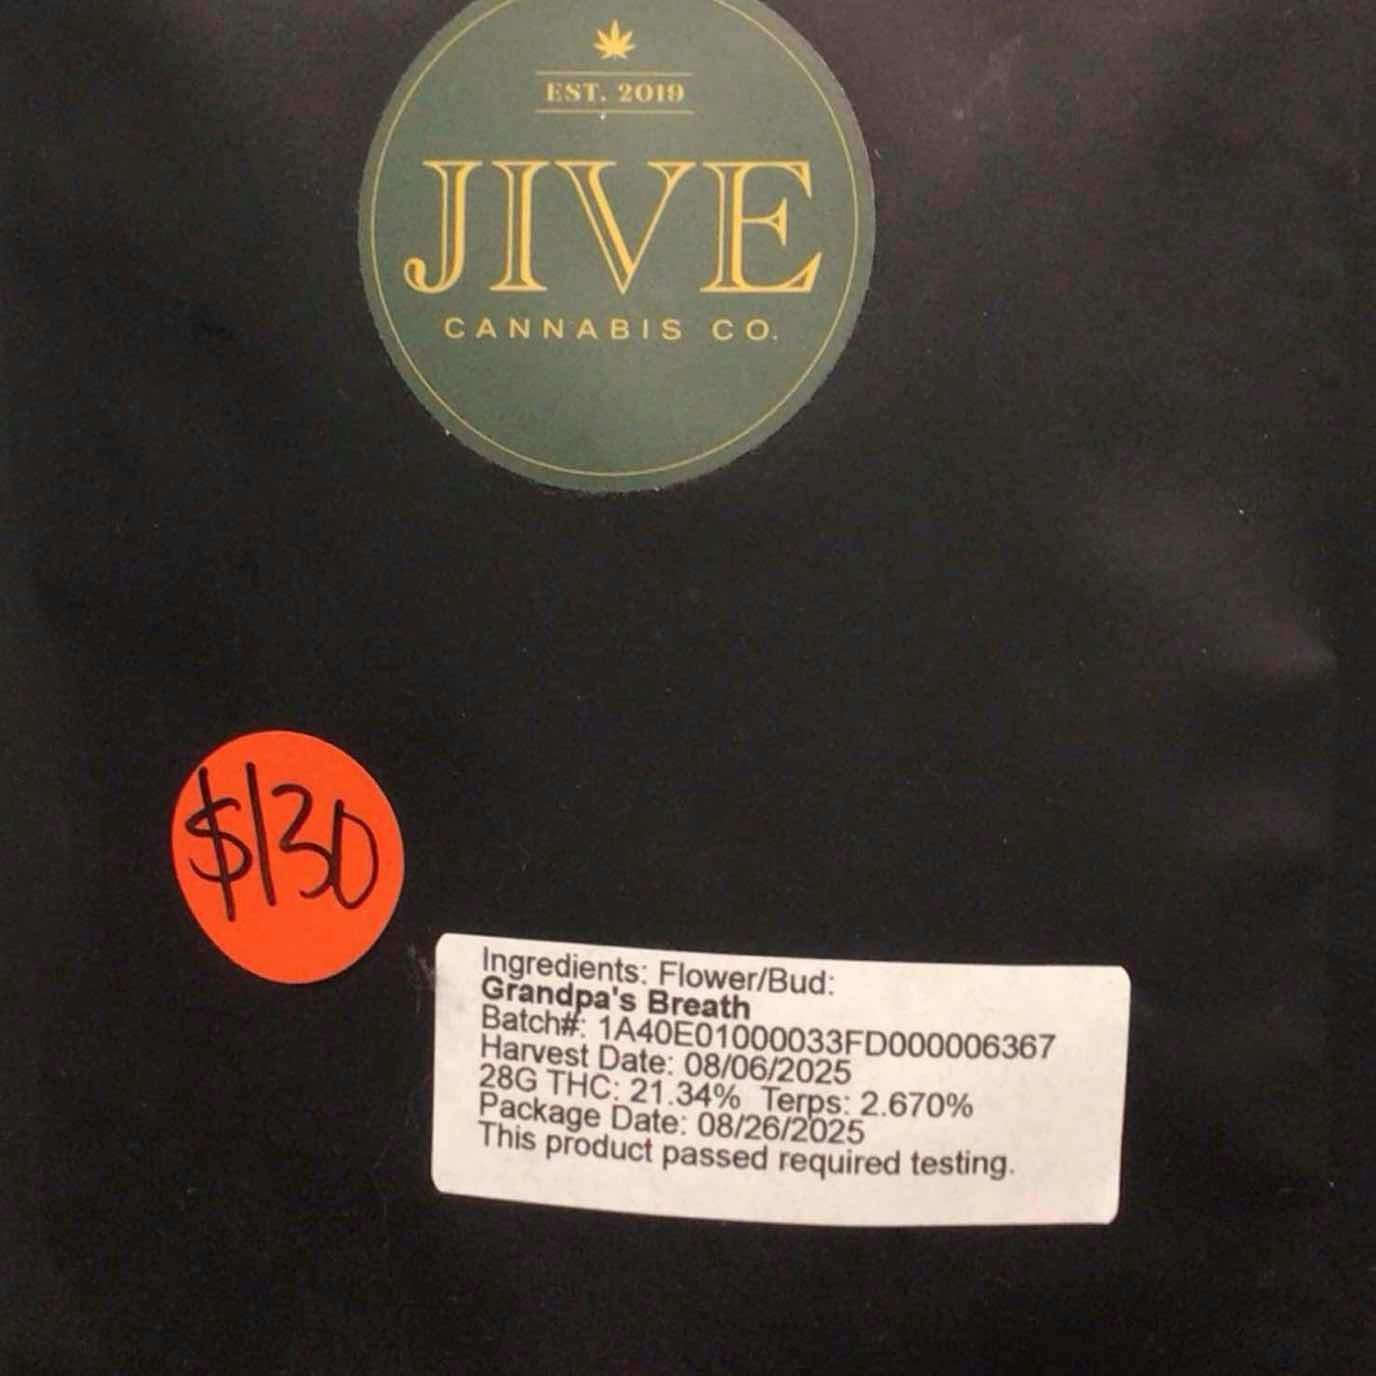 EST. 2019
JIVE
CANNABIS CO.
$130
Ingredients: Flower/Bud:
Grandpa's Breath
Batch#: 1A40E01000033FD000006367
Harvest Date: 08/06/2025
28G THC: 21.34% Terps: 2.670%
Package Date: 08/26/2025
This product passed required testing.